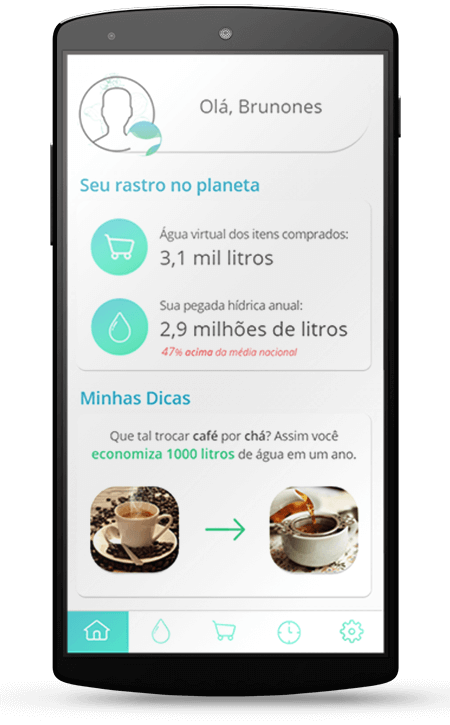 Olá, Brunones
Seu rastro no planeta
Água virtual dos itens comprados:
3,1 mil litros
Sua pegada hídrica anual:
2,9 milhões de litros
47% acima da média nacional
Minhas Dicas
Que tal trocar café por chá? Assim você
economiza 1000 litros de água em um ano.